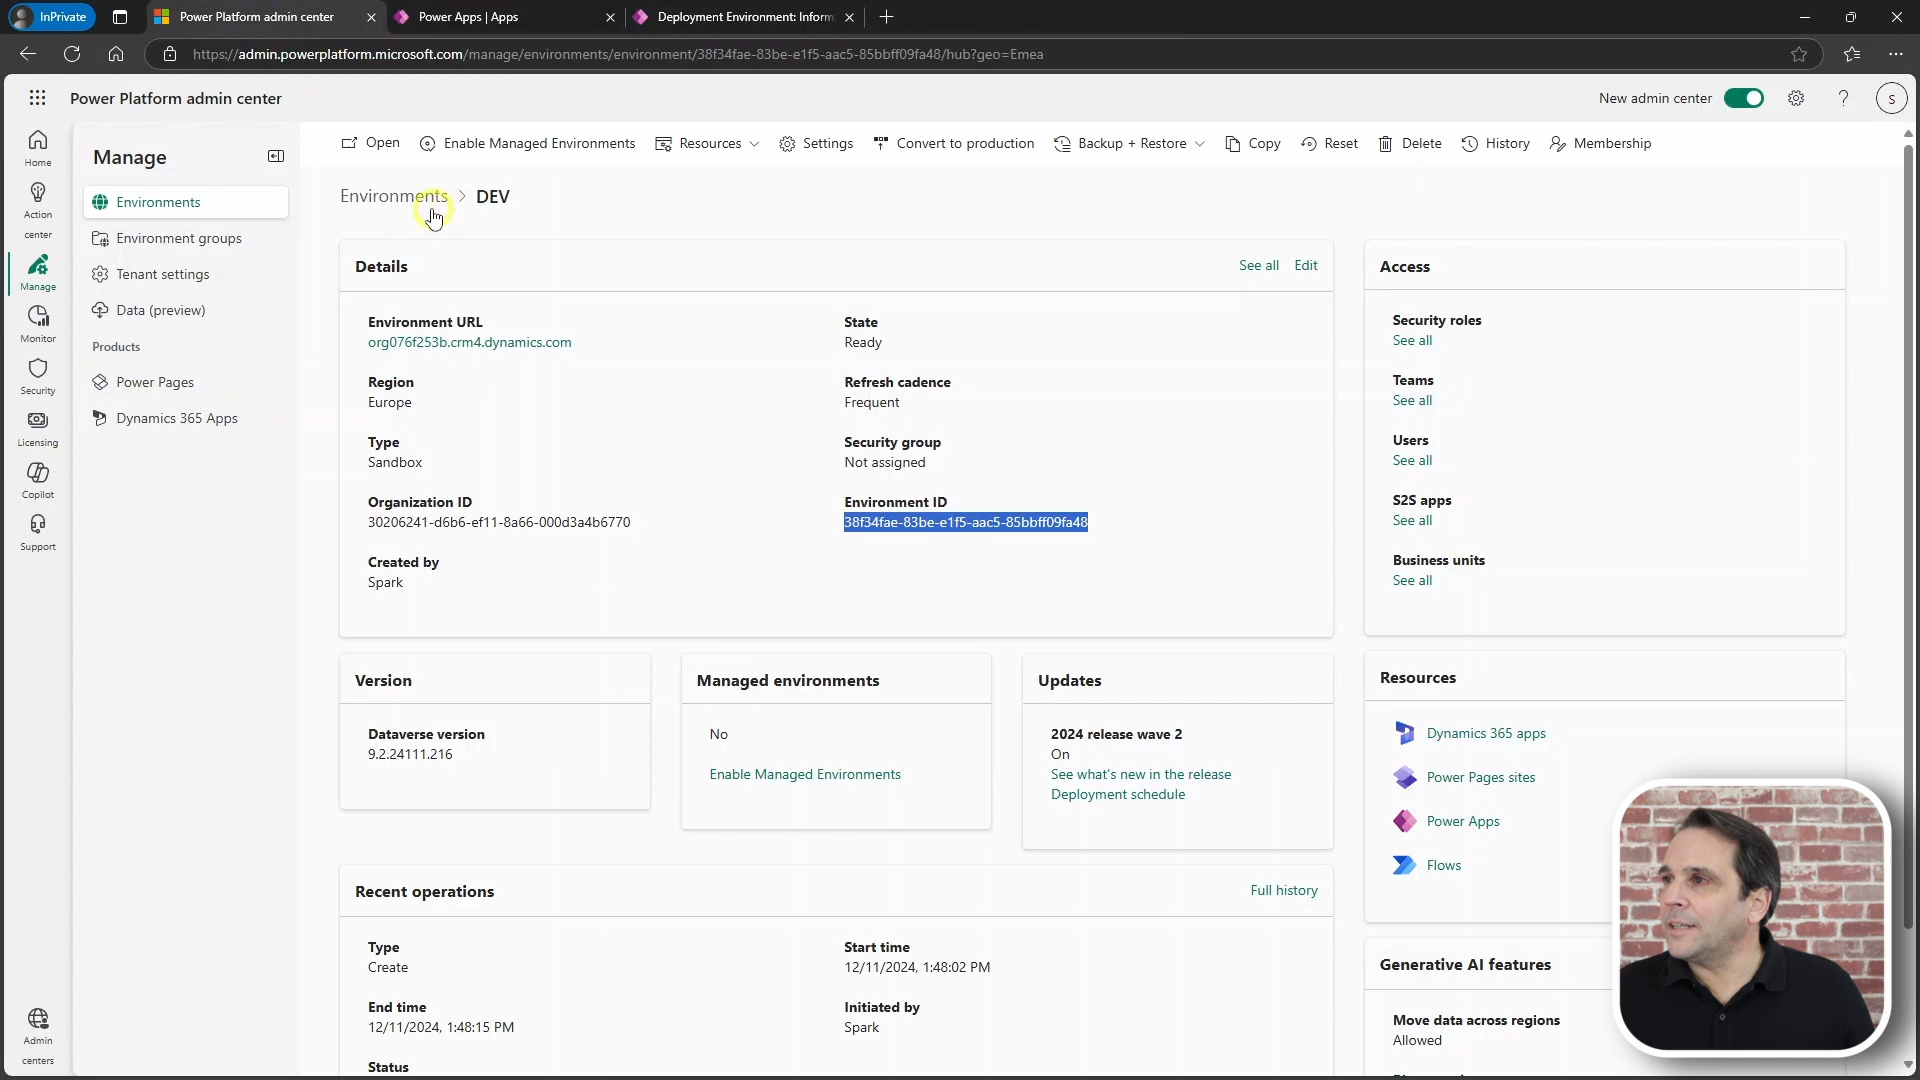 InPrivate
Power Platform admin center
Power Apps | Apps
Deployment Environment: Inform
https://admin.powerplatform.microsoft.com/manage/environments/environment/38f34fae-83be-e1f5-aac5-85bbff09fa48/hub?geo=Emea
Power Platform admin center
New admin center
S
Home
Action
center
Manage
Monitor
Security
Licensing
Copilot
Support
Admin
centers
Manage
Environments
Environment groups
Tenant settings
Data (preview)
Products
Power Pages
Dynamics 365 Apps
Open
Enable Managed Environments
Resources
Settings
Convert to production
Backup + Restore
Copy
Reset
Delete
History
Membership
Environments > DEV
Details
See all
Edit
Environment URL
org076f253b.crm4.dynamics.com
State
Ready
Region
Europe
Refresh cadence
Frequent
Type
Sandbox
Security group
Not assigned
Organization ID
30206241-d6b6-ef11-8a66-000d3a4b6770
Environment ID
38f34fae-83be-e1f5-aac5-85bbff09fa48
Created by
Spark
Access
Security roles
See all
Teams
See all
Users
See all
S2S apps
See all
Business units
See all
Version
Dataverse version
9.2.24111.216
Managed environments
No
Enable Managed Environments
Updates
2024 release wave 2
On
See what's new in the release
Deployment schedule
Resources
Dynamics 365 apps
Power Pages sites
Power Apps
Flows
Recent operations
Full history
Type
Create
Start time
12/11/2024, 1:48:02 PM
End time
12/11/2024, 1:48:15 PM
Initiated by
Spark
Status
Generative AI features
Move data across regions
Allowed